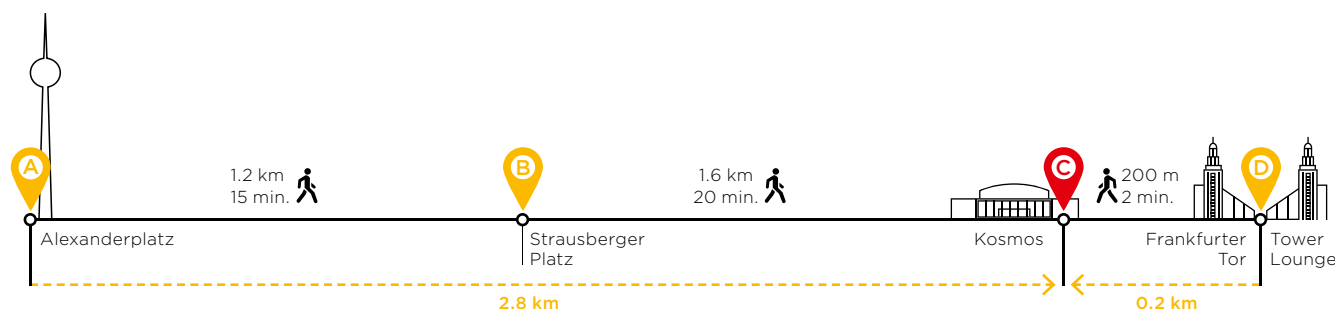 A
B
C
D
1.2 km
15 min.
1.6 km
20 min.
200 m
2 min.
Alexanderplatz
Strausberger
Platz
Kosmos
Frankfurter
Tor
Tower
Lounge
2.8 km
0.2 km